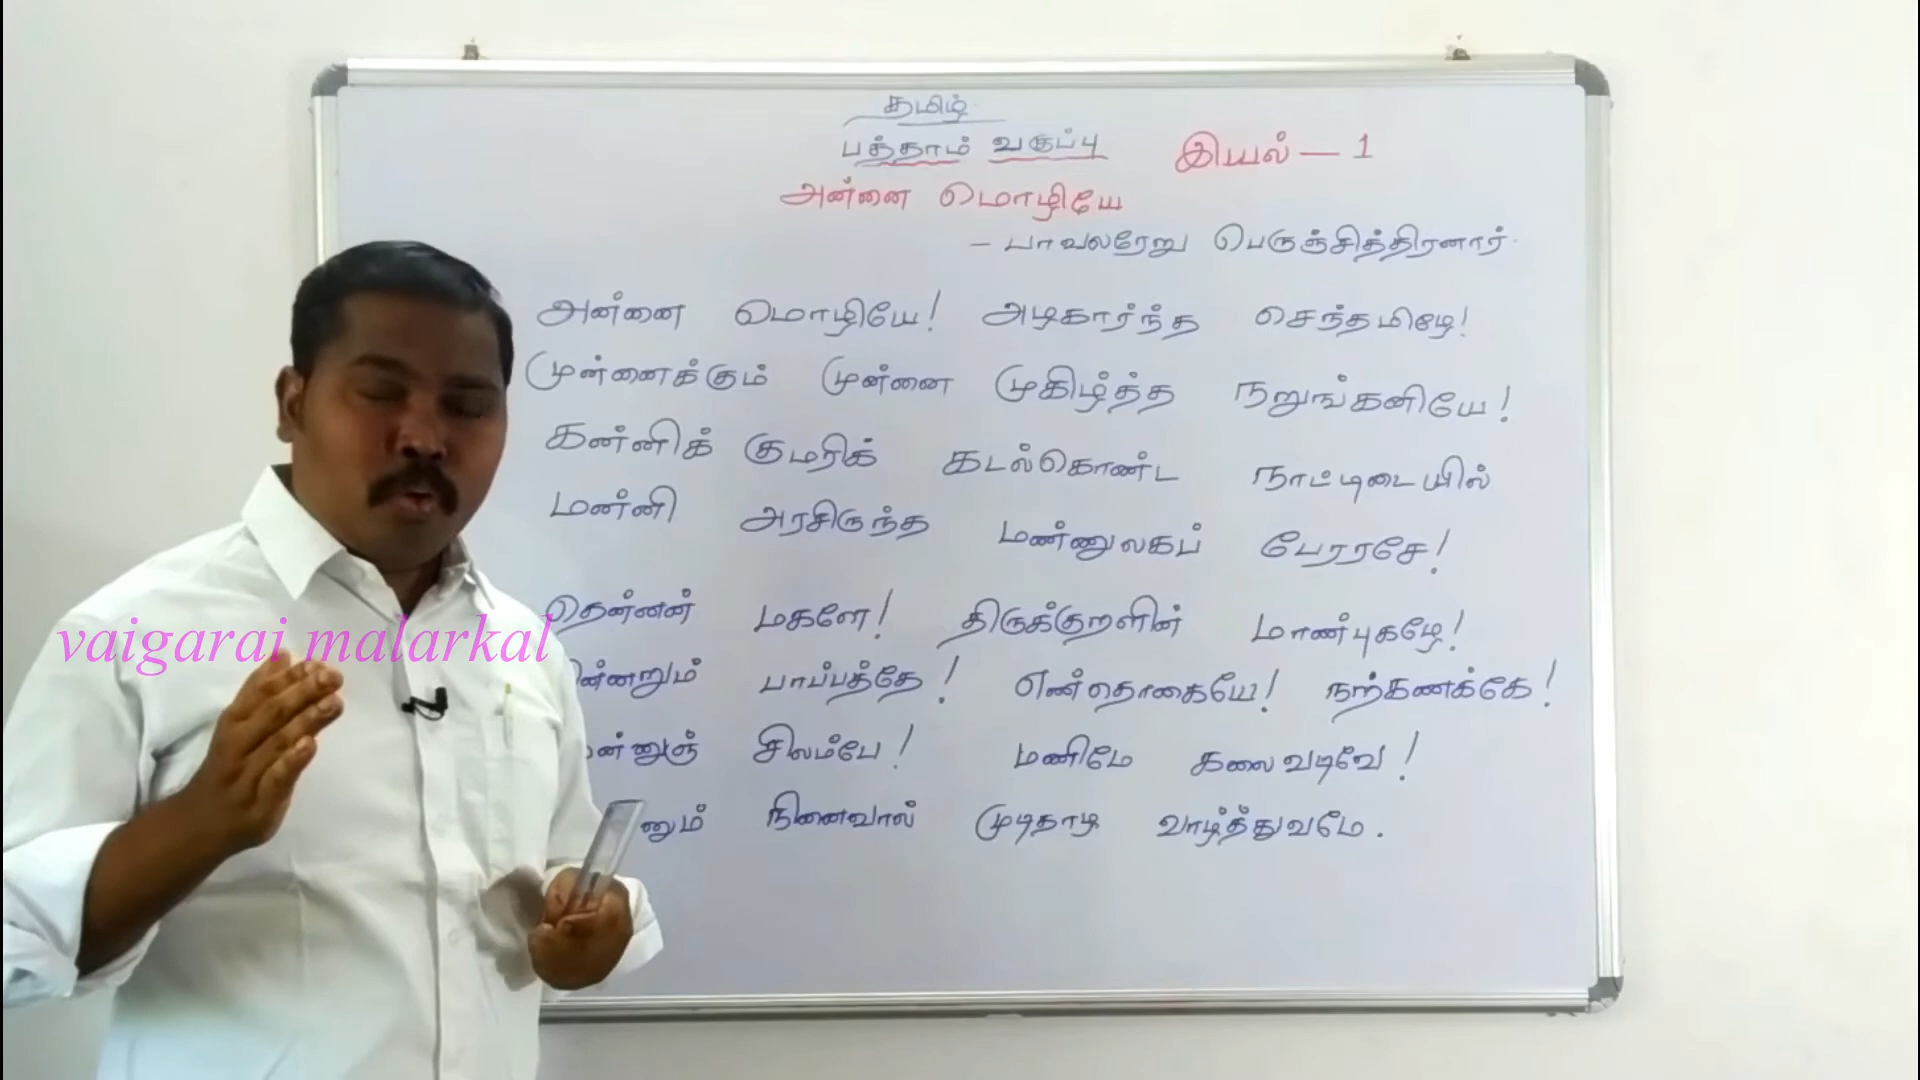 தமிழ்
பத்தாம் வகுப்பு இயல் - 1
அன்னை மொழியே
- பாவலரேறு பெருஞ்சித்திரனார்.
அன்னை மொழியே! அழகார்ந்த செந்தமிழே!
முன்னைக்கும் முன்னை முகிழ்த்த நறுங்கனியே!
கன்னிக் குமரிக் கடல்கொண்ட நாட்டிடையில்
மன்னி அரசிருந்த மண்ணுலகப் பேரரசே!
தென்னன் மகளே! திருக்குறளின் மாண்புகழே!
பாப்பத்தே! எண்தொகையே! நற்கணக்கே!
சிலம்பே! மணிமே கலைவடிவே!
நினைவால் முடிதாழ வாழ்த்துவமே.
vaigarai malarkal